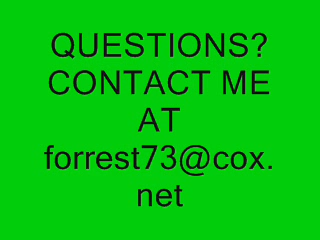 QUESTIONS?
CONTACT ME
AT
forrest73@cox.
net